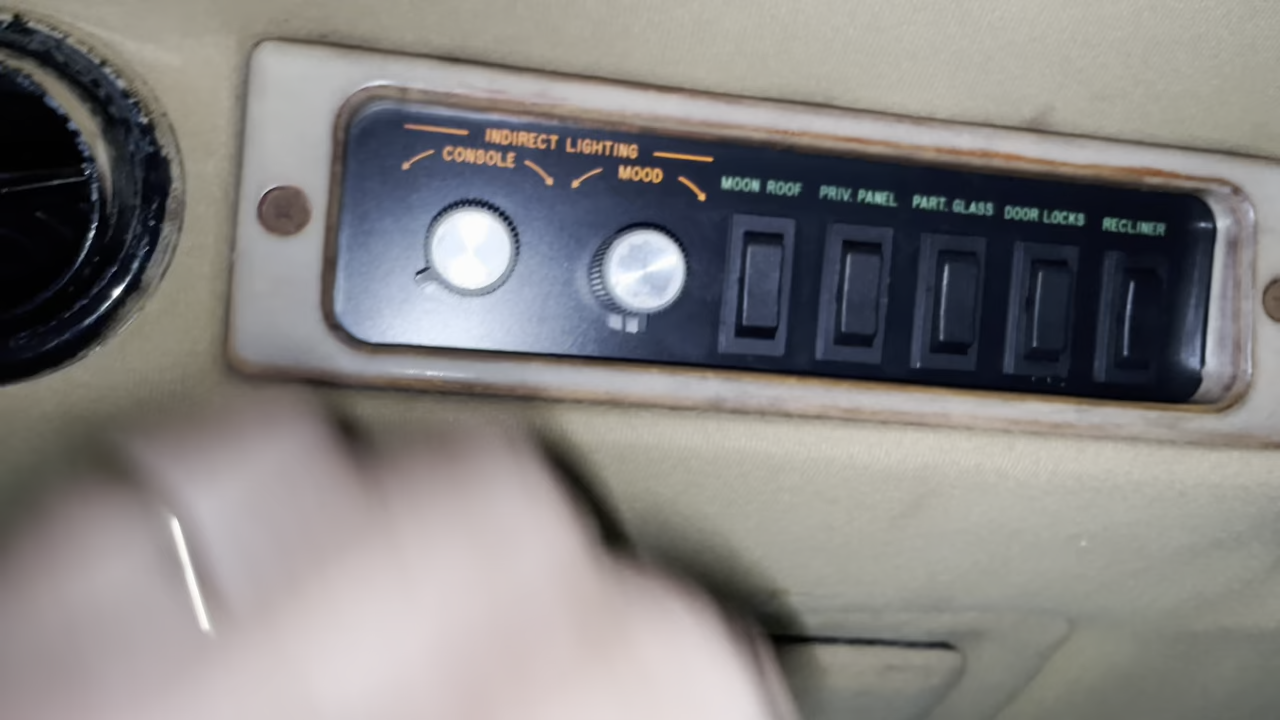 INDIRECT LIGHTING
CONSOLE
MOOD
MOON ROOF
PRIV. PANEL
PART. GLASS
DOOR LOCKS
RECLINER